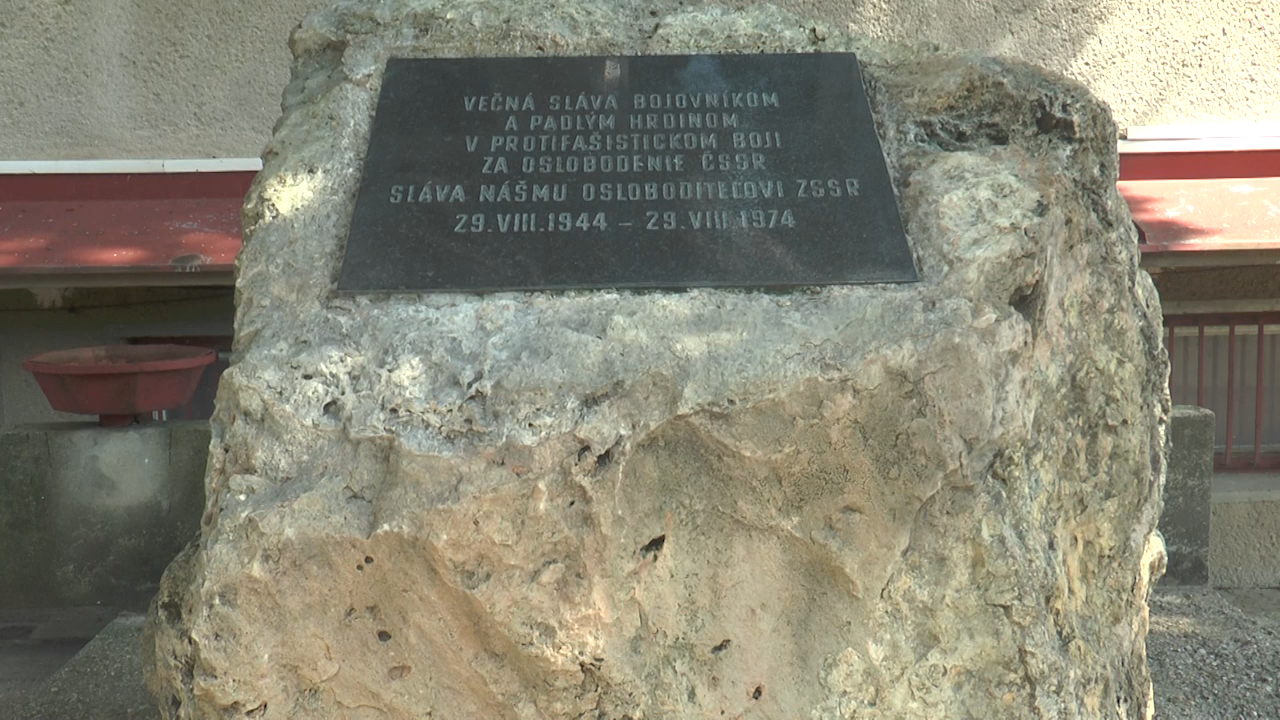 VEČNÁ SLÁVA BOJOVNÍKOM
A PADLÝM HRDINOM
V PROTIFAŠISTICKOM BOJI
ZA OSLOBODENIE ČSSR
SLÁVA NÁŠMU OSLOBODITEĽOVI ZSSR
29.VIII.1944 – 29.VIII.1974